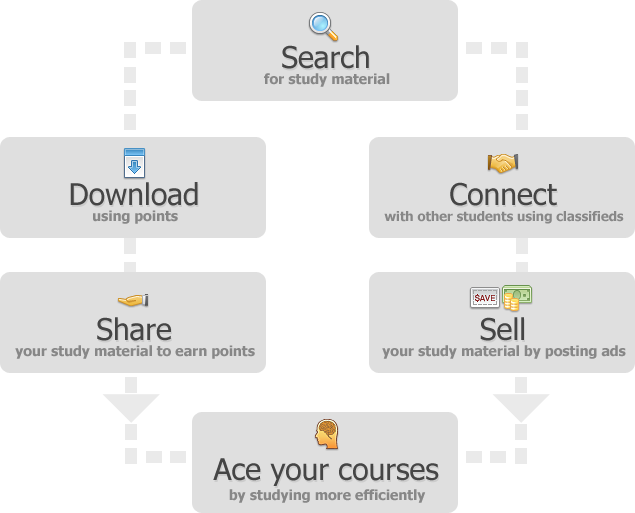 Search
for study material
Download
using points
Connect
with other students using classifieds
Share
your study material to earn points
$AVE
Sell
your study material by posting ads
Ace your courses
by studying more efficiently